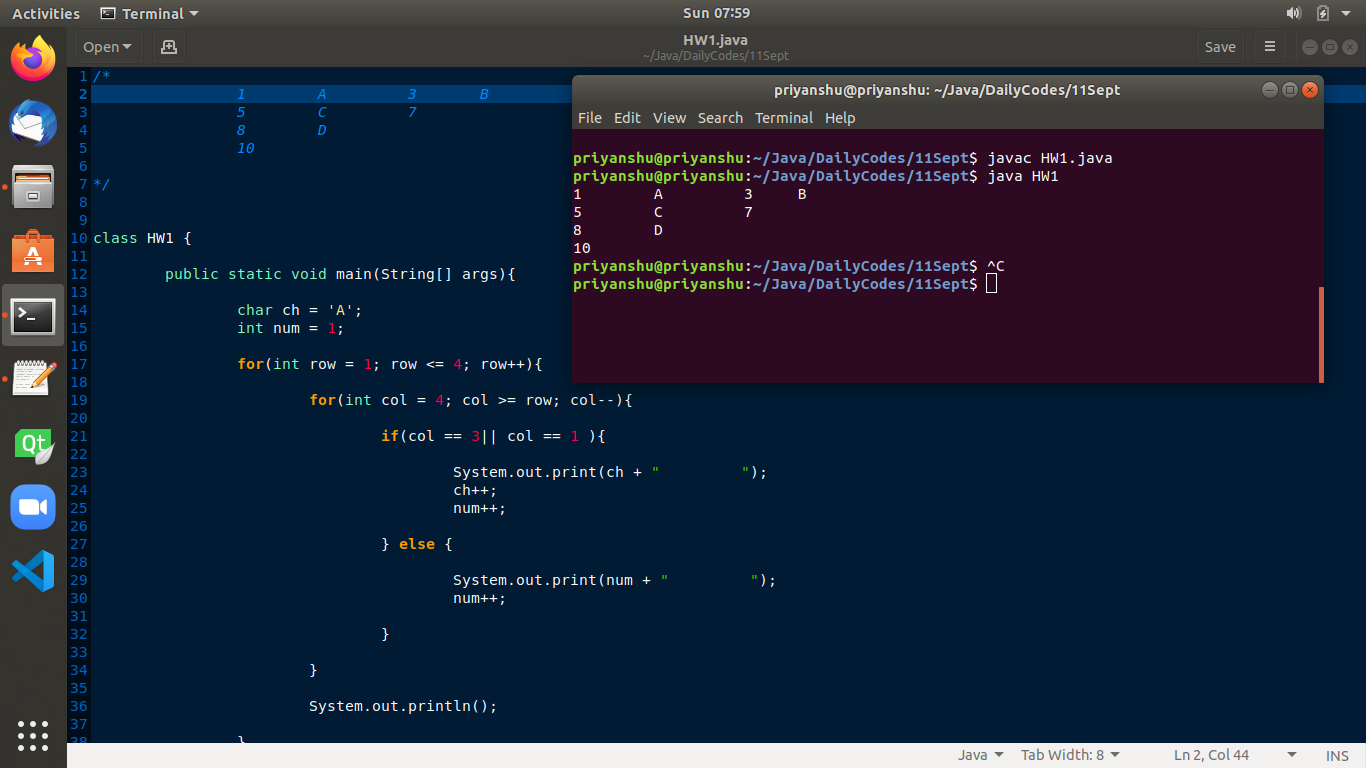 Activities Terminal Sun 07:59
Open HW1.java Save
~/Java/DailyCodes/11Sept
1 /*
2 1 A 3 B
3 5 C 7
4 8 D
5 10
6
7 */
8
9
10 class HW1 {
11
12 public static void main(String[] args){
13
14 char ch = 'A';
15 int num = 1;
16
17 for(int row = 1; row <= 4; row++){
18
19 for(int col = 4; col >= row; col--){
20
21 if(col == 3|| col == 1 ){
22
23 System.out.print(ch + "         ");
24 ch++;
25 num++;
26
27 } else {
28
29 System.out.print(num + "         ");
30 num++;
31
32 }
33
34 }
35
36 System.out.println();
37
38 }
priyanshu@priyanshu: ~/Java/DailyCodes/11Sept
File Edit View Search Terminal Help
priyanshu@priyanshu:~/Java/DailyCodes/11Sept$ javac HW1.java
priyanshu@priyanshu:~/Java/DailyCodes/11Sept$ java HW1
1 A 3 B
5 C 7
8 D
10
priyanshu@priyanshu:~/Java/DailyCodes/11Sept$ ^C
priyanshu@priyanshu:~/Java/DailyCodes/11Sept$
Qt
Java Tab Width: 8 Ln 2, Col 44 INS